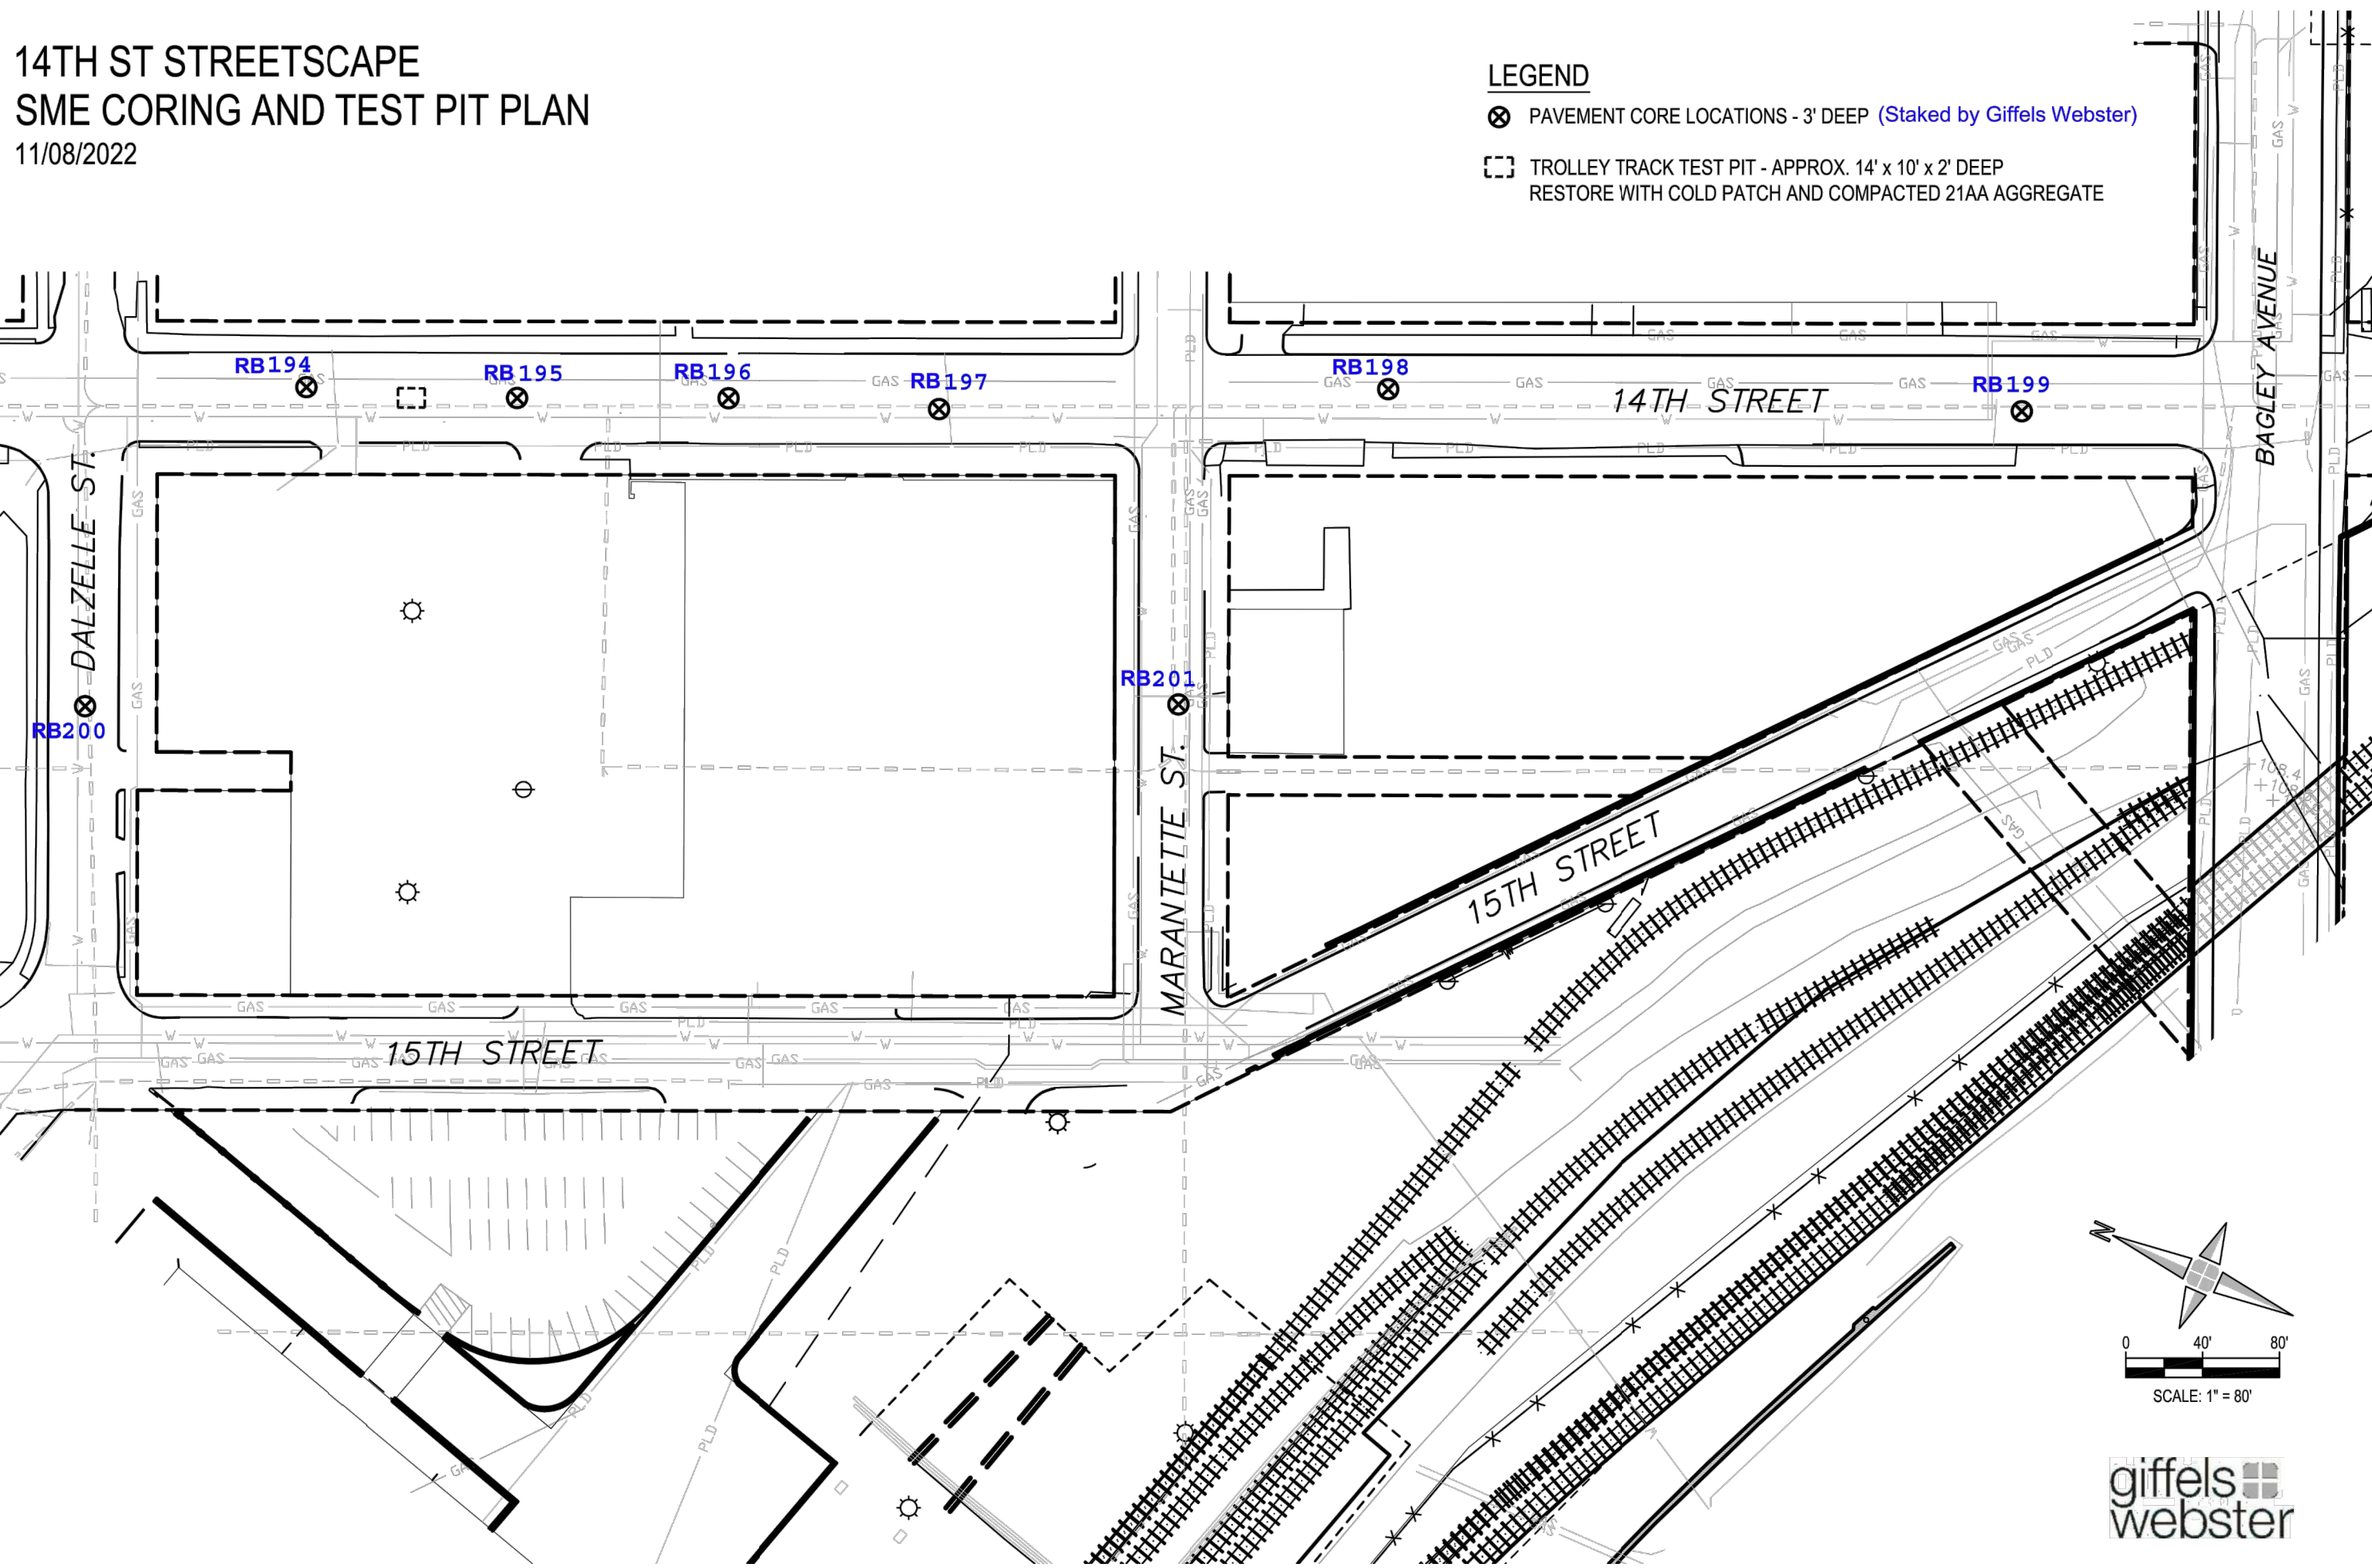 14TH ST STREETSCAPE
SME CORING AND TEST PIT PLAN
11/08/2022
LEGEND
PAVEMENT CORE LOCATIONS - 3' DEEP (Staked by Giffels Webster)
TROLLEY TRACK TEST PIT - APPROX. 14' x 10' x 2' DEEP
RESTORE WITH COLD PATCH AND COMPACTED 21AA AGGREGATE
BAGLEY AVENUE
RB194
RB195
RB196
RB197
RB198
RB199
14TH STREET
DALZELLE ST.
RB200
RB201
MARANTETTE ST.
15TH STREET
15TH STREET
GAS
PLD
W
N
0 40' 80'
SCALE: 1" = 80'
giffels
webster